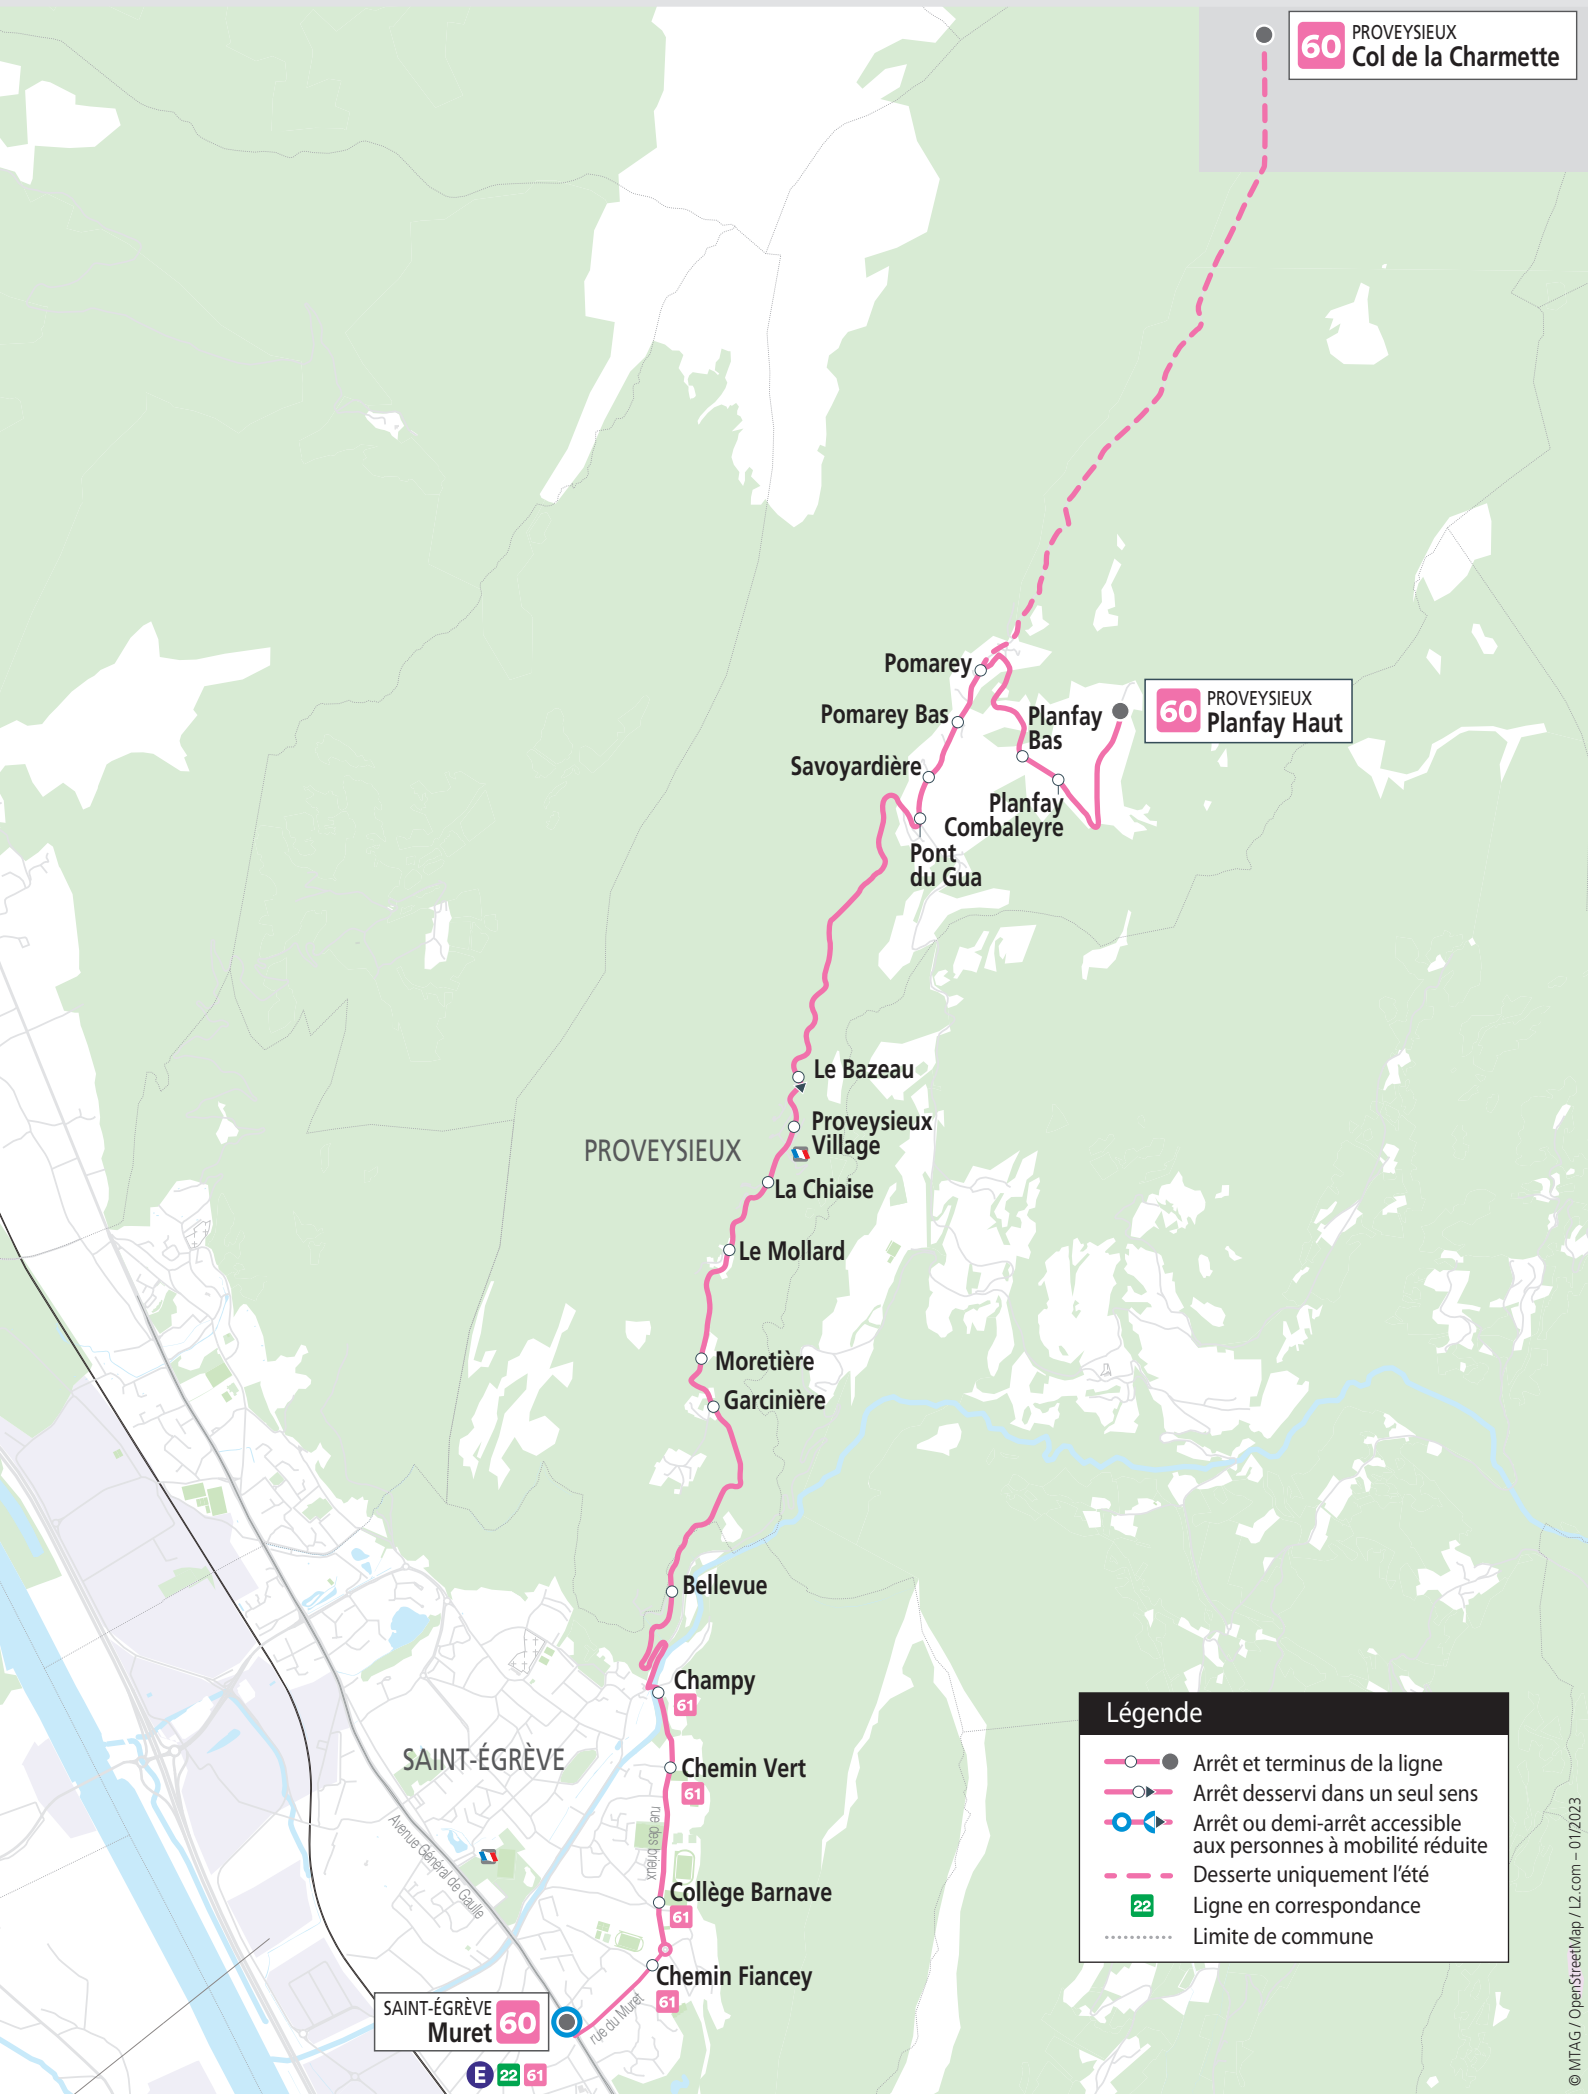 60 PROVEYSIEUX
Col de la Charmette
Pomarey
60 PROVEYSIEUX
Planfay Haut
Pomarey Bas
Planfay
Bas
Savoyardière
Planfay
Combaleyre
Pont
du Gua
Le Bazeau
Proveysieux
Village
PROVEYSIEUX
La Chiaise
Le Mollard
Moretière
Garcinière
Bellevue
Champy
61
SAINT-ÉGRÈVE
Chemin Vert
61
rue des brieux
Avenue Général de Gaulle
Collège Barnave
61
Chemin Fiancey
61
rue du Muret
SAINT-ÉGRÈVE
Muret 60
E 22 61
Légende
Arrêt et terminus de la ligne
Arrêt desservi dans un seul sens
Arrêt ou demi-arrêt accessible
aux personnes à mobilité réduite
Desserte uniquement l'été
22 Ligne en correspondance
Limite de commune
© MTAG / OpenStreetMap / L2.com – 01/2023